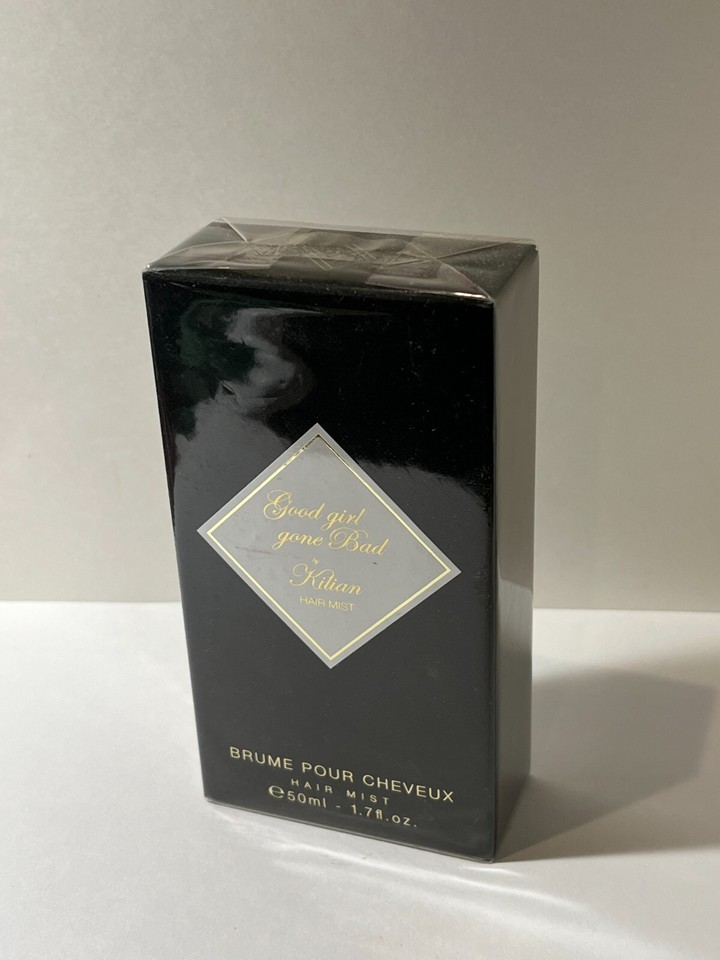 Good girl
gone Bad
by
Kilian
HAIR MIST
BRUME POUR CHEVEUX
HAIR MIST
℮50ml - 1.7fl.oz.